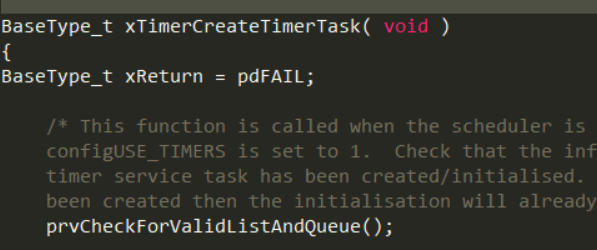 BaseType_t xTimerCreateTimerTask( void )
{
BaseType_t xReturn = pdFAIL;
/* This function is called when the scheduler is
configUSE_TIMERS is set to 1.  Check that the inf
timer service task has been created/initialised.
been created then the initialisation will already
prvCheckForValidListAndQueue();